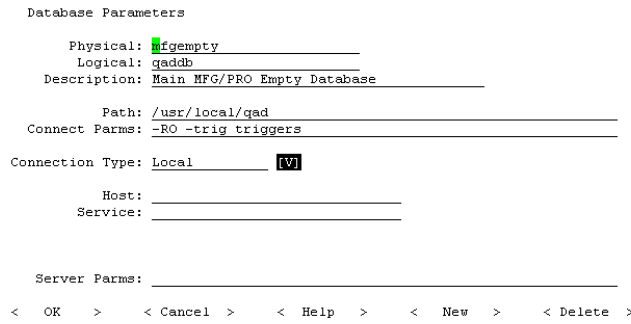 Database Parameters
Physical: mfgempty
Logical: qaddb
Description: Main MFG/PRO Empty Database
Path: /usr/local/qad
Connect Parms: -RO -trig triggers
Connection Type: Local [V]
Host:
Service:
Server Parms:
< OK > < Cancel > < Help > < New > < Delete >